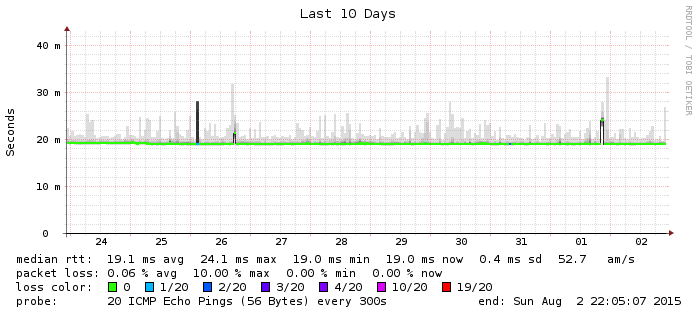 Last 10 Days
RRDTOOL / TOBI OETIKER
Seconds
40 m
30 m
20 m
10 m
0
24 25 26 27 28 29 30 31 01 02
median rtt: 19.1 ms avg 24.1 ms max 19.0 ms min 19.0 ms now 0.4 ms sd 52.7 am/s
packet loss: 0.06 % avg 10.00 % max 0.00 % min 0.00 % now
loss color: 0 1/20 2/20 3/20 4/20 10/20 19/20
probe: 20 ICMP Echo Pings (56 Bytes) every 300s end: Sun Aug 2 22:05:07 2015